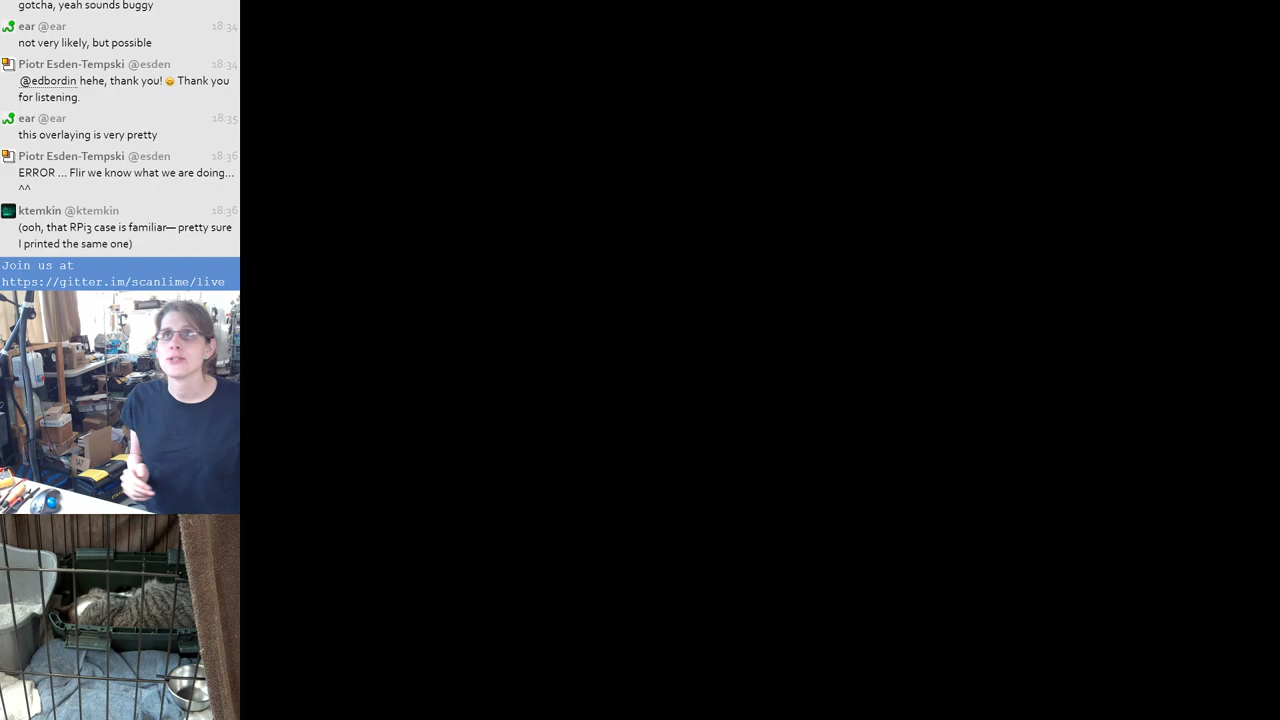 gotcha, yeah sounds buggy
ear @ear 18:34
not very likely, but possible
Piotr Esden-Tempski @esden 18:34
@edbordin hehe, thank you! 😀 Thank you
for listening.
ear @ear 18:35
this overlaying is very pretty
Piotr Esden-Tempski @esden 18:36
ERROR ... Flir we know what we are doing...
^^
ktemkin @ktemkin 18:36
(ooh, that RPi3 case is familiar— pretty sure
I printed the same one)
Join us at
https://gitter.im/scanlime/live